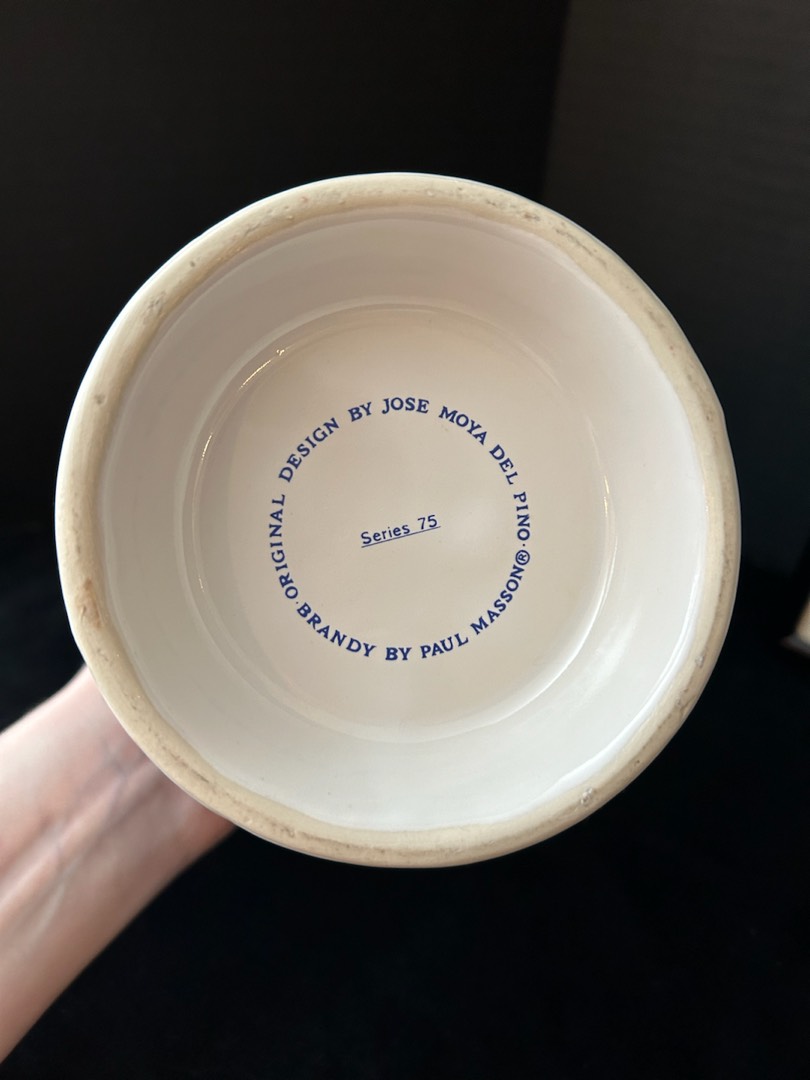 ORIGINAL DESIGN BY JOSE MOYA DEL PINO·
BRANDY BY PAUL MASSON®·
Series 75